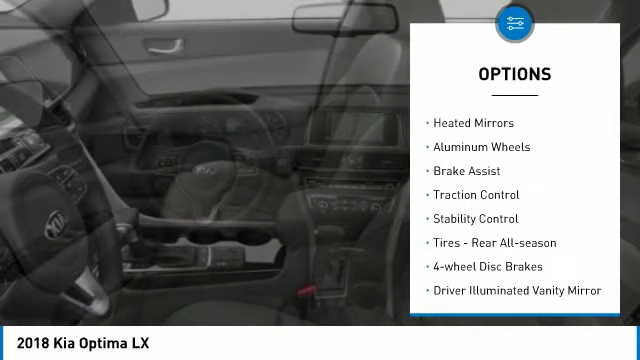 OPTIONS
• Heated Mirrors
• Aluminum Wheels
• Brake Assist
• Traction Control
• Stability Control
• Tires - Rear All-season
• 4-wheel Disc Brakes
• Driver Illuminated Vanity Mirror
KIA
2018 Kia Optima LX